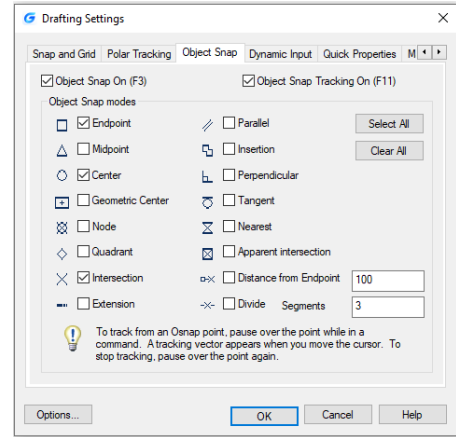 Drafting Settings
Snap and Grid Polar Tracking Object Snap Dynamic Input Quick Properties M
Object Snap On (F3) Object Snap Tracking On (F11)
Object Snap modes
Endpoint Parallel Select All
Midpoint Insertion Clear All
Center Perpendicular
Geometric Center Tangent
Node Nearest
Quadrant Apparent intersection
Intersection Distance from Endpoint 100
Extension Divide Segments 3
To track from an Osnap point, pause over the point while in a
command. A tracking vector appears when you move the cursor. To
stop tracking, pause over the point again.
Options... OK Cancel Help